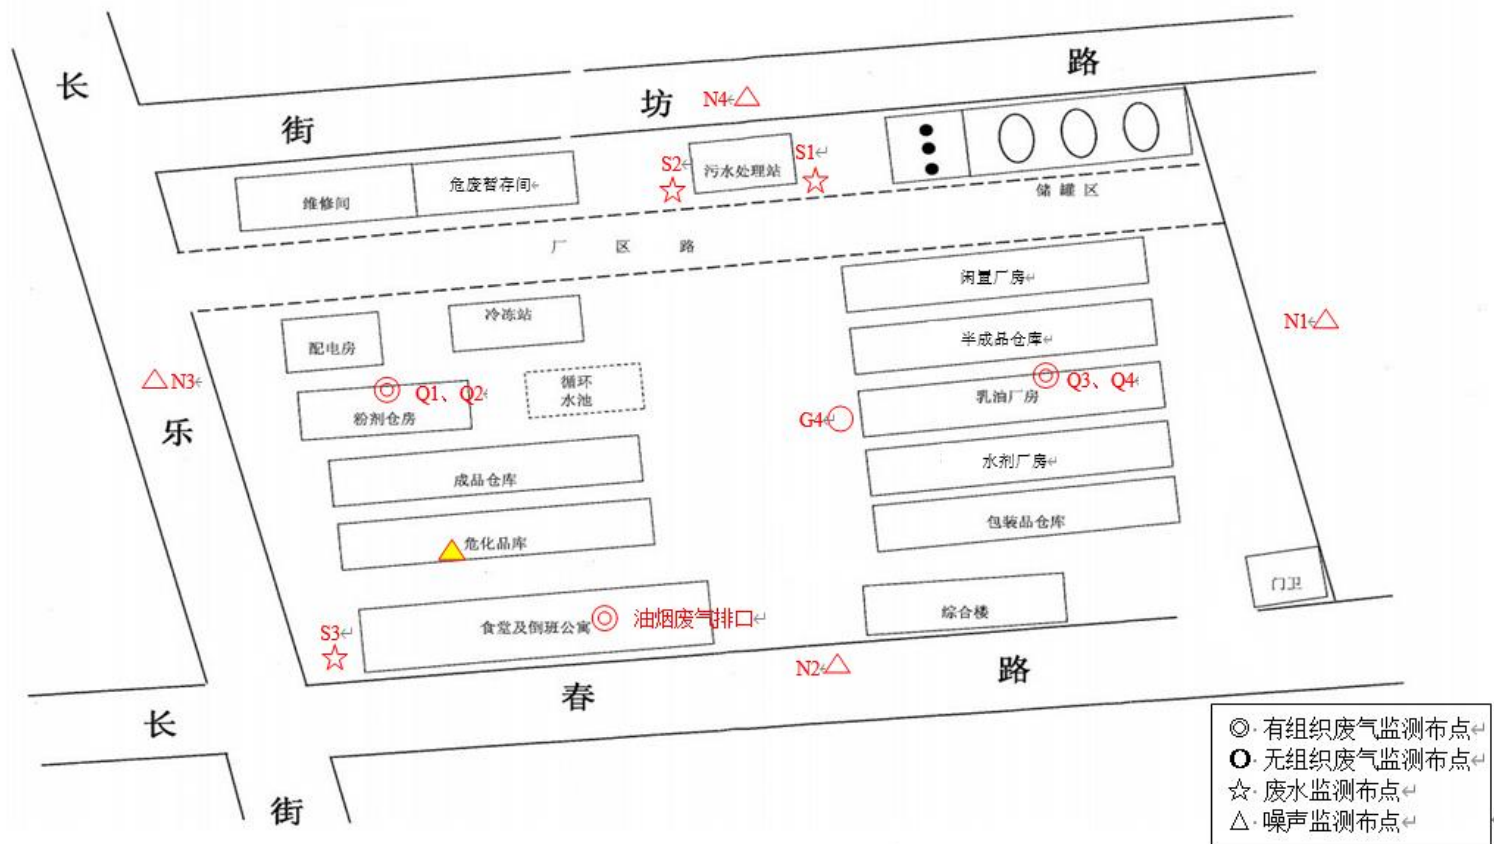 长
街
坊
路
N4
S2
污水处理站
S1
危废暂存间
维修间
储罐区
厂区路
闲置厂房
冷冻站
N1
半成品仓库
配电房
N3
循环
水池
Q1、Q2
Q3、Q4
乳油厂房
粉剂仓房
G4
乐
水剂厂房
成品仓库
包装品仓库
危化品库
门卫
综合楼
油烟废气排口
食堂及倒班公寓
S3
N2
路
春
长
街
有组织废气监测布点
无组织废气监测布点
废水监测布点
噪声监测布点